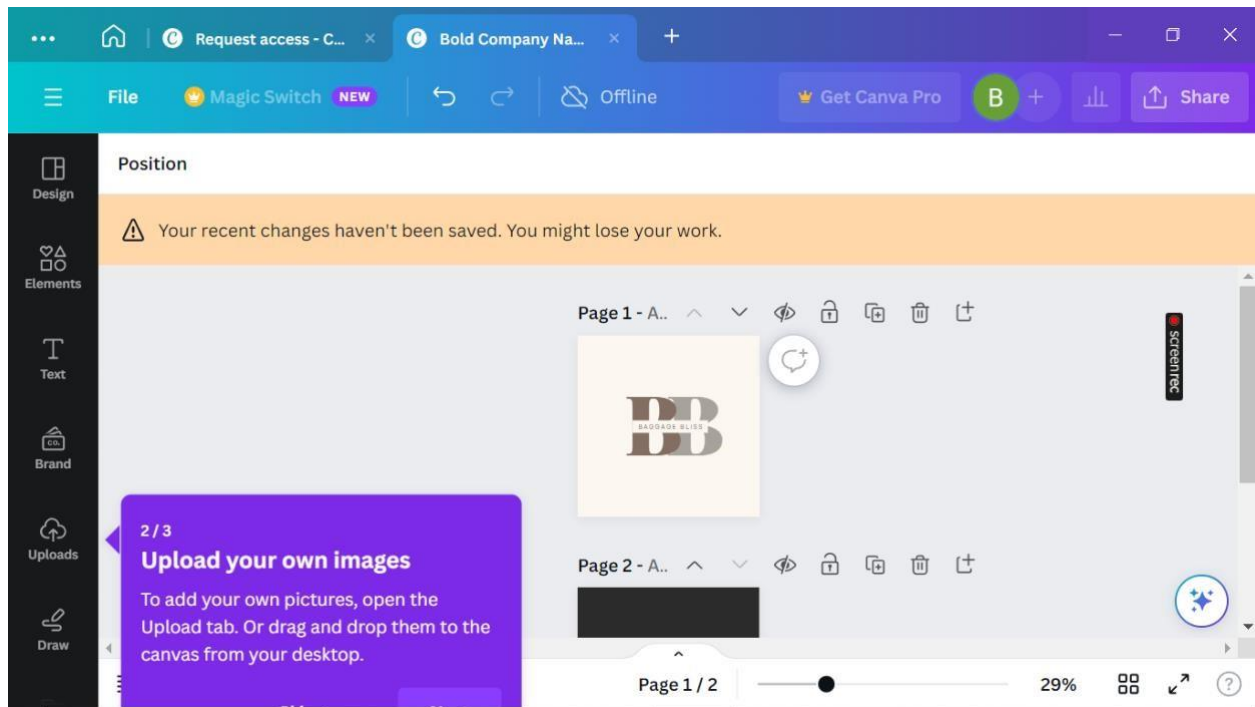 Request access - C...
Bold Company Na...
File
Magic Switch NEW
Offline
Get Canva Pro
B
Share
Design
Position
Your recent changes haven't been saved. You might lose your work.
Elements
Page 1 - A..
screenrec
Text
BB
BAGGAGE BLISS
CO.
Brand
2/3
Upload your own images
To add your own pictures, open the
Upload tab. Or drag and drop them to the
canvas from your desktop.
Uploads
Page 2 - A..
Draw
Page 1 / 2
29%
?